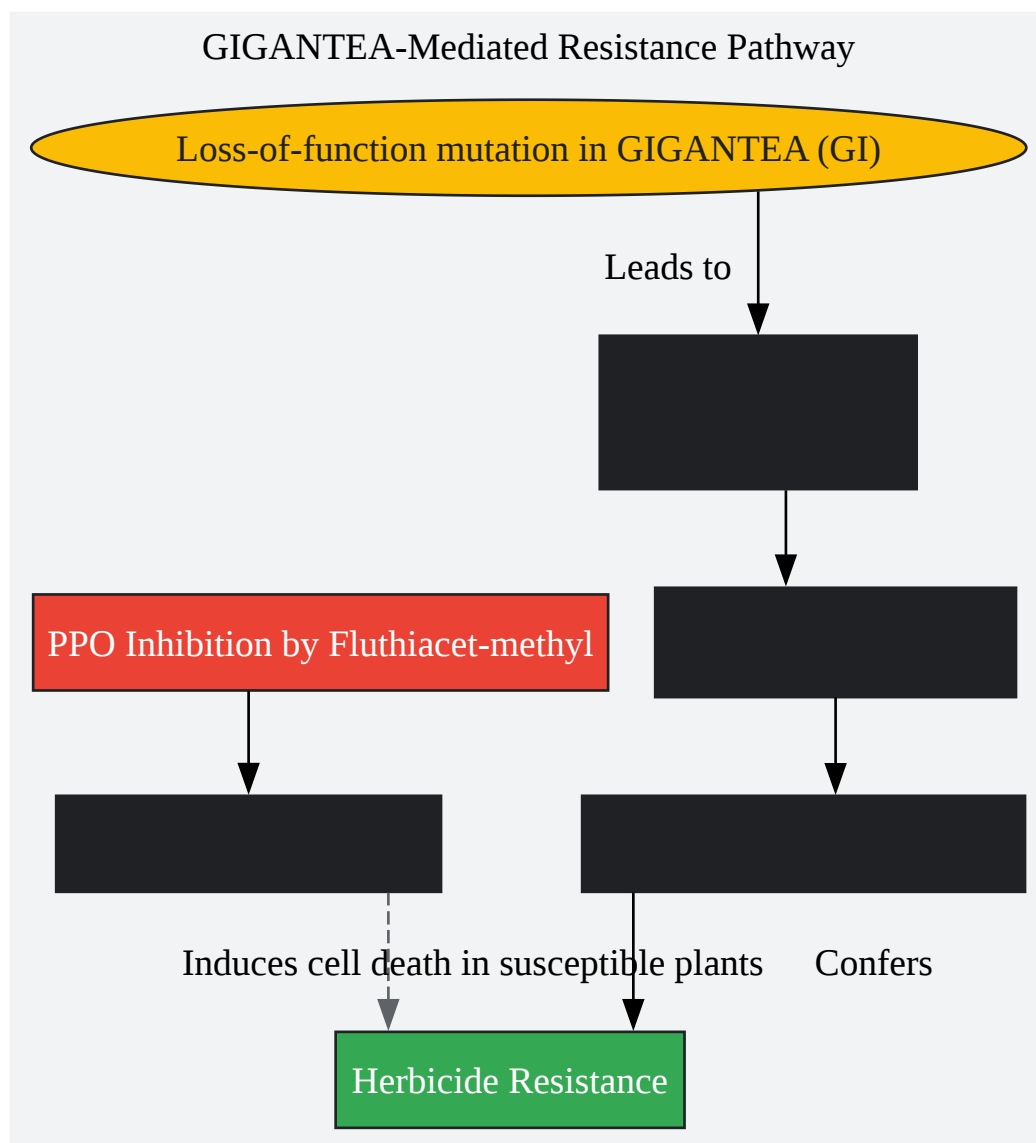 GIGANTEA-Mediated Resistance Pathway
Loss-of-function mutation in GIGANTEA (GI)
Leads to
PPO Inhibition by Fluthiacet-methyl
Induces cell death in susceptible plants
Confers
Herbicide Resistance